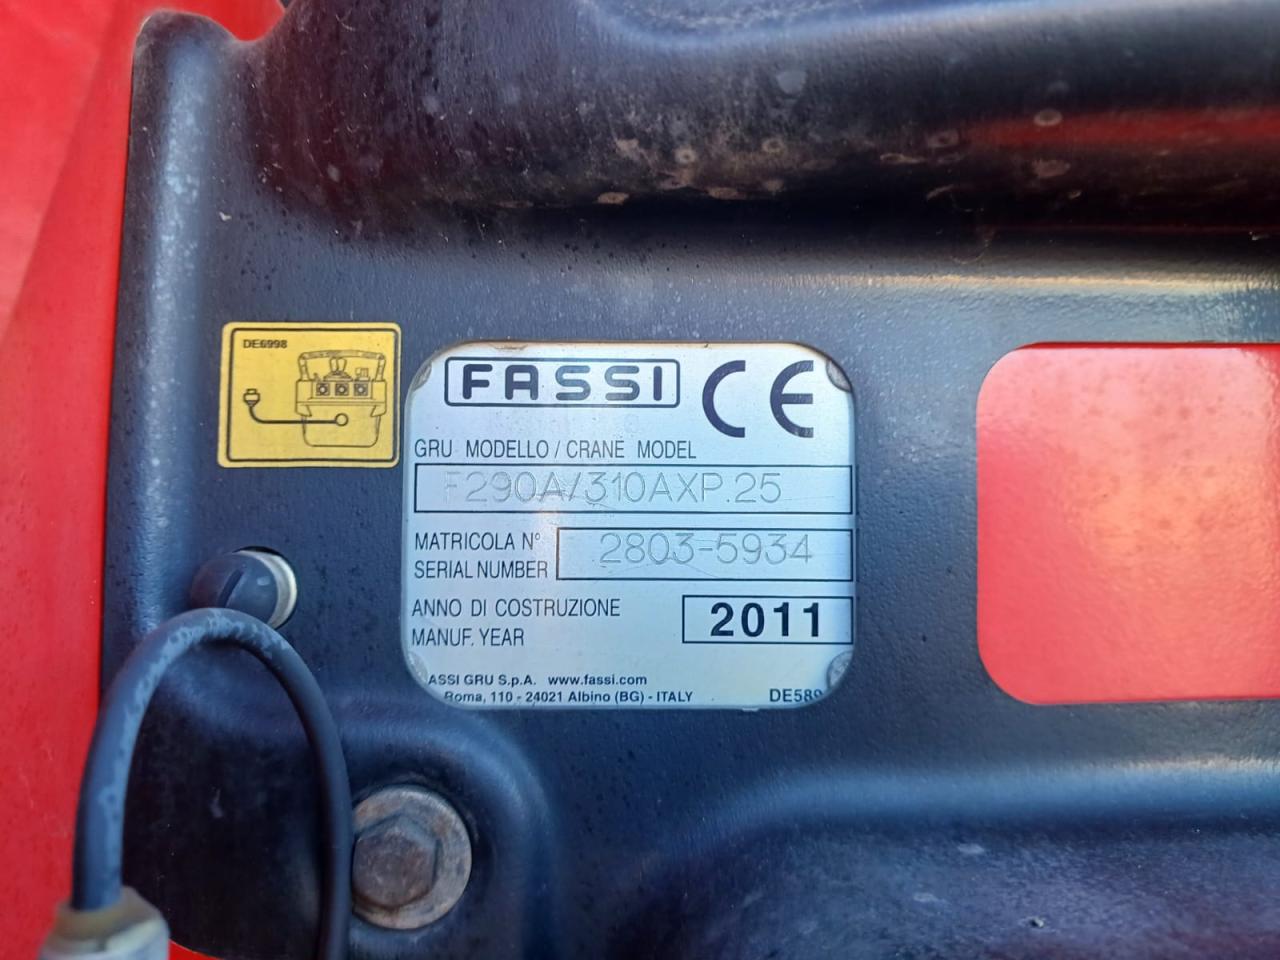 DE6998
FASSI CE
GRU MODELLO / CRANE MODEL
F290A/310AXP.25
MATRICOLA N°
SERIAL NUMBER
2803-5934
ANNO DI COSTRUZIONE
MANUF. YEAR
2011
ASSI GRU S.p.A. www.fassi.com
Roma, 110 - 24021 Albino (BG) - ITALY DE589